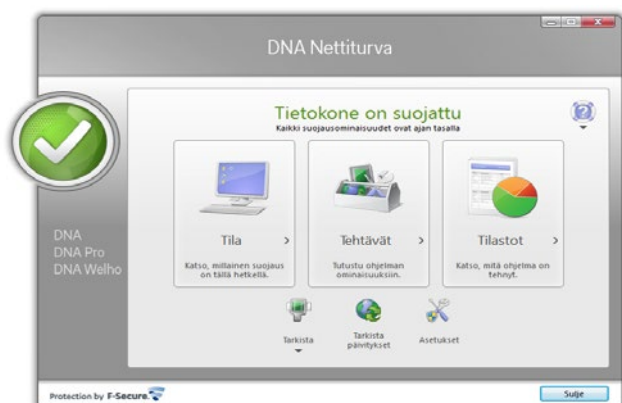 DNA Nettiturva
Tietokone on suojattu
Kaikki suojausominaisuudet ovat ajan tasalla
?
DNA
DNA Pro
DNA Welho
Tila >
Katso, millainen suojaus
on tällä hetkellä.
Tehtävät >
Tutustu ohjelman
ominaisuuksiin.
Tilastot >
Katso, mitä ohjelma on
tehnyt.
Tarkista
Tarkista
päivitykset
Asetukset
Protection by F-Secure.
Sulje